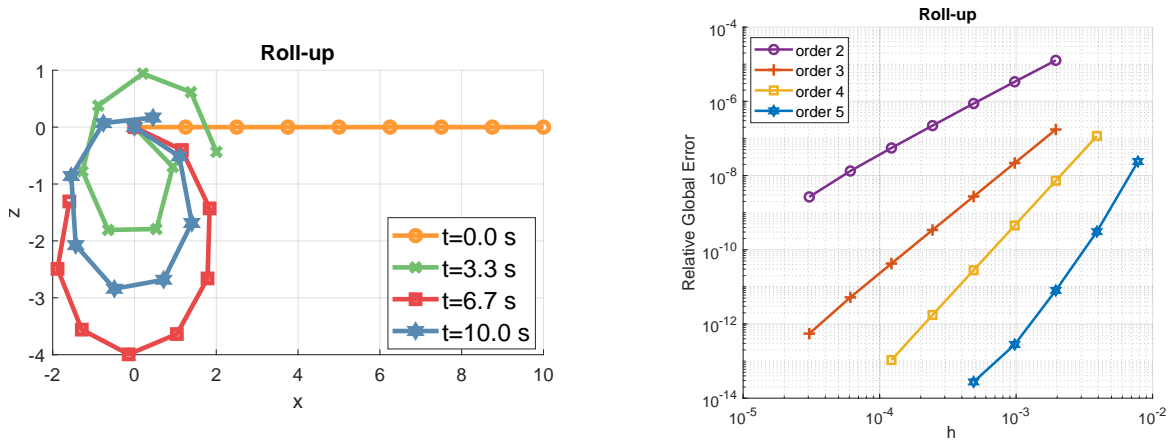 Roll-up
1
0
-1
-2
-3
-4
z
-2
0
2
4
6
8
10
x
t=0.0 s
t=3.3 s
t=6.7 s
t=10.0 s
Roll-up
10-4
10-6
10-8
10-10
10-12
10-14
Relative Global Error
10-5
10-4
10-3
10-2
h
order 2
order 3
order 4
order 5